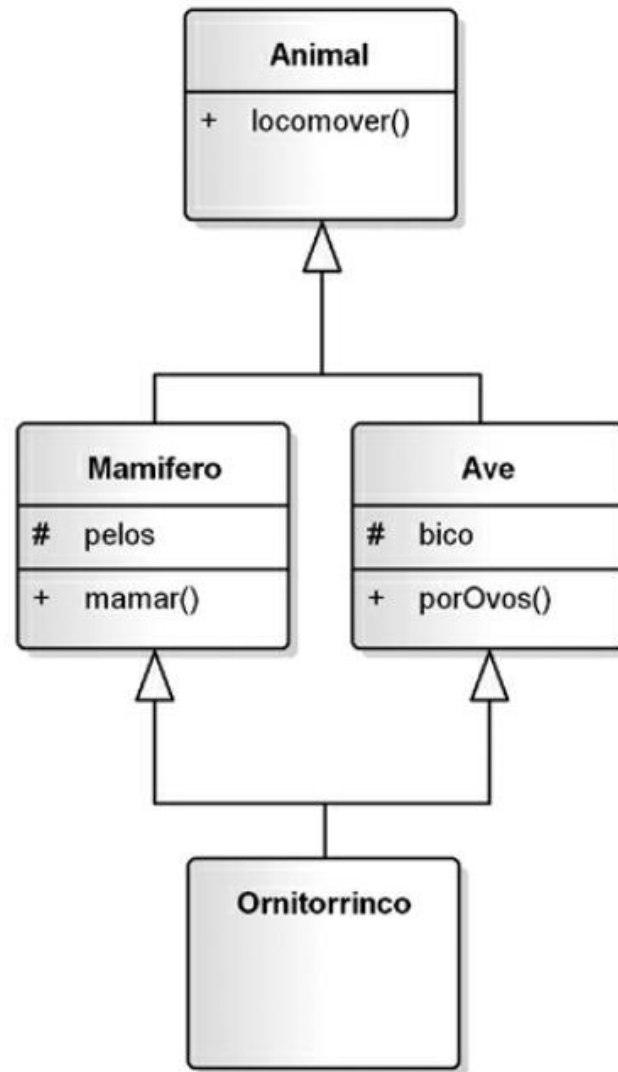 Animal
+ locomover()
Mamifero
# pelos
+ mamar()
Ave
# bico
+ porOvos()
Ornitorrinco